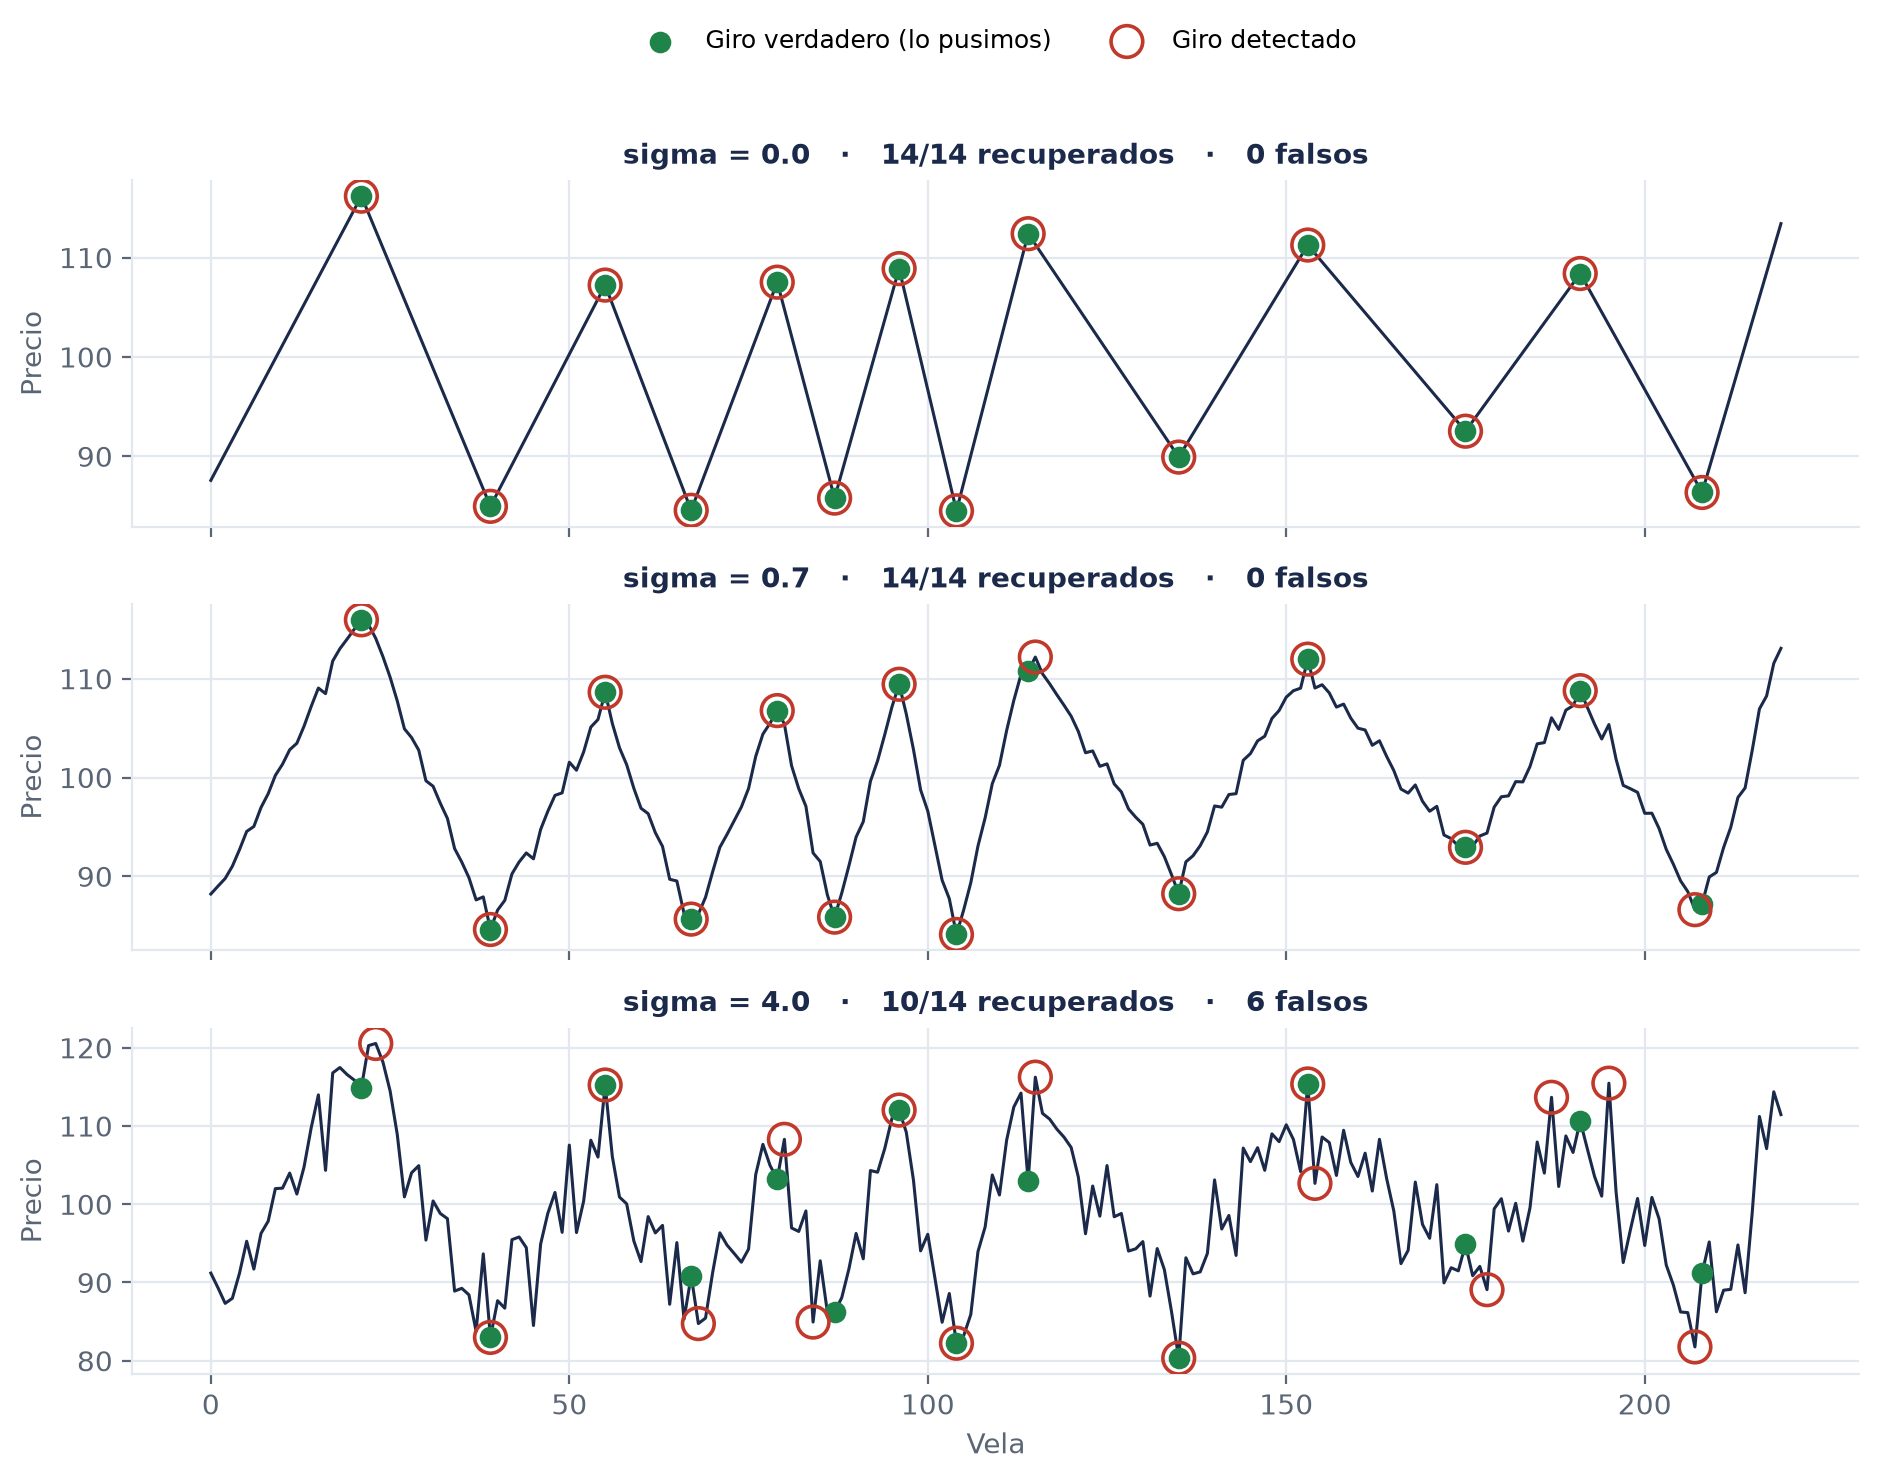 Giro verdadero (lo pusimos) Giro detectado
sigma = 0.0 · 14/14 recuperados · 0 falsos
Precio
110
100
90
sigma = 0.7 · 14/14 recuperados · 0 falsos
Precio
110
100
90
sigma = 4.0 · 10/14 recuperados · 6 falsos
Precio
120
110
100
90
80
0 50 100 150 200
Vela